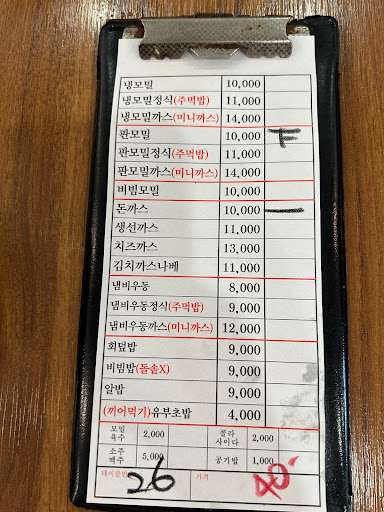 냉모밀 10,000
냉모밀정식(주먹밥) 11,000
냉모밀까스(미니까스) 14,000
판모밀 10,000 ㅜ
판모밀정식(주먹밥) 11,000
판모밀까스(미니까스) 14,000
비빔모밀 10,000
돈까스 10,000 一
생선까스 11,000
치즈까스 13,000
김치까스나베 11,000
냄비우동 8,000
냄비우동정식(주먹밥) 9,000
냄비우동까스(미니까스) 12,000
회덮밥 9,000
비빔밥(돌솥X) 9,000
알밥 9,000
(끼어먹기)유부초밥 4,000
모밀 육수 2,000 콜라 사이다 2,000
소주 맥주 5,000 공기밥 1,000
테이블번 26 가격 40-